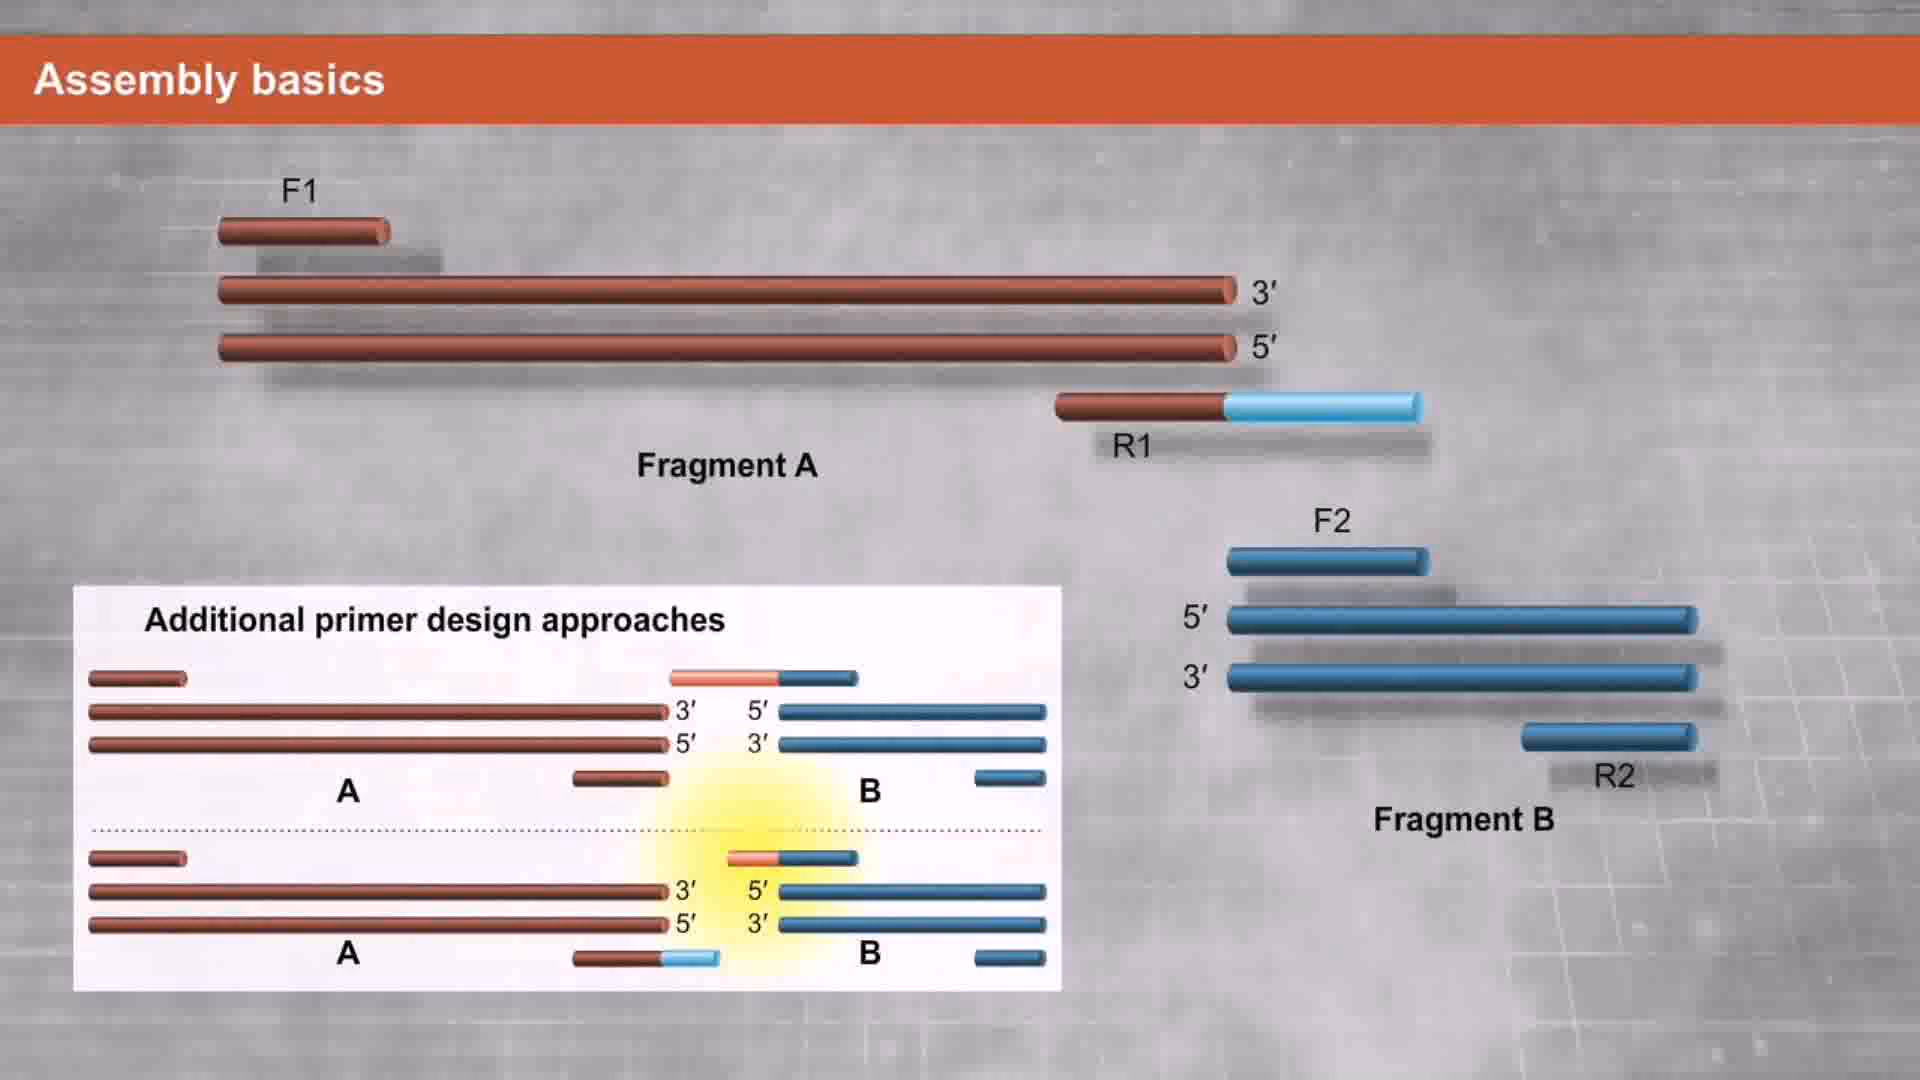 Assembly basics
F1
3′
5′
R1
Fragment A
F2
5′
3′
R2
Fragment B
Additional primer design approaches
3′ 5′
5′ 3′
A B
3′ 5′
5′ 3′
A B